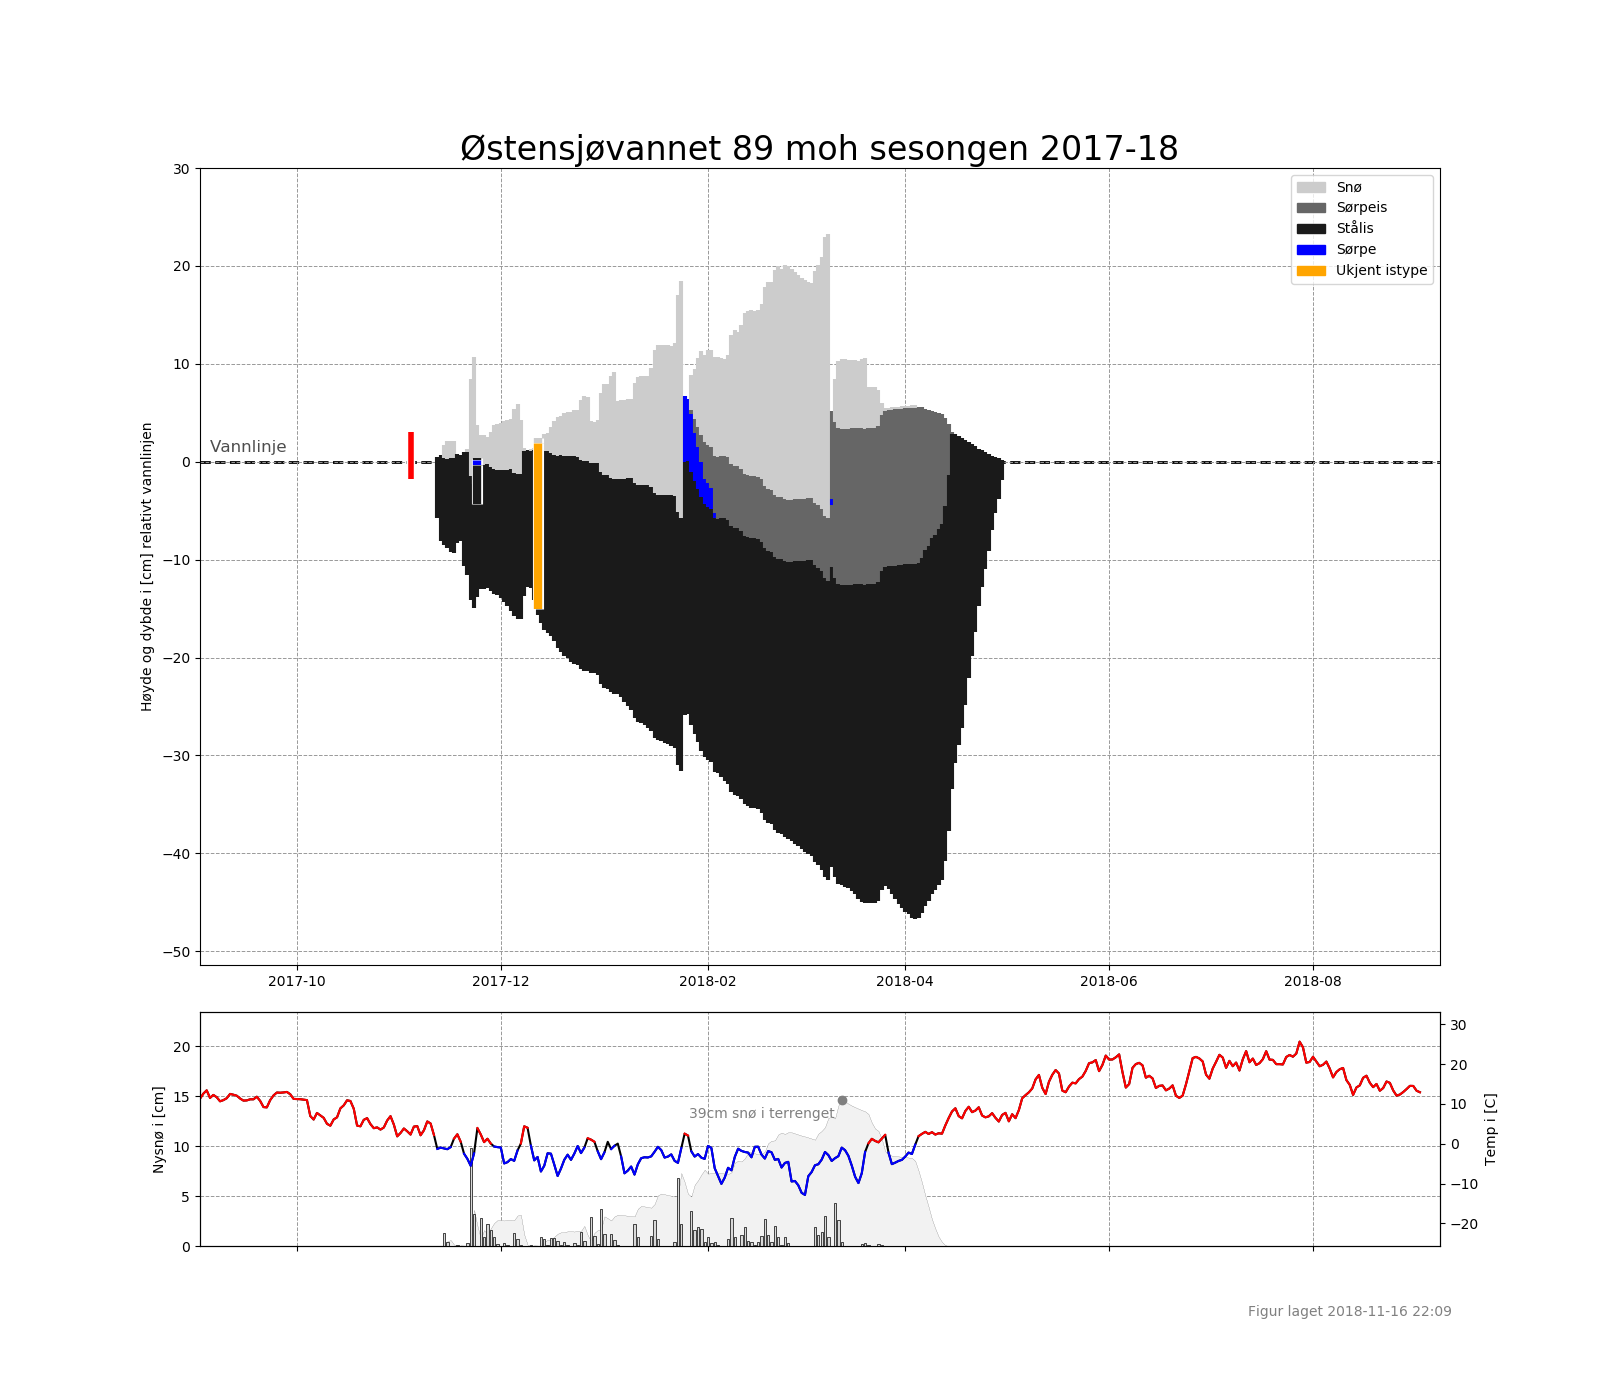 Østensjøvannet 89 moh sesongen 2017-18
30
20
10
0
−10
−20
−30
−40
−50
Høyde og dybde i [cm] relativt vannlinjen
Vannlinje
Snø
Sørpeis
Stålis
Sørpe
Ukjent istype
2017-10
2017-12
2018-02
2018-04
2018-06
2018-08
20
15
10
5
0
Nysnø i [cm]
39cm snø i terrenget
30
20
10
0
−10
−20
Temp i [C]
Figur laget 2018-11-16 22:09